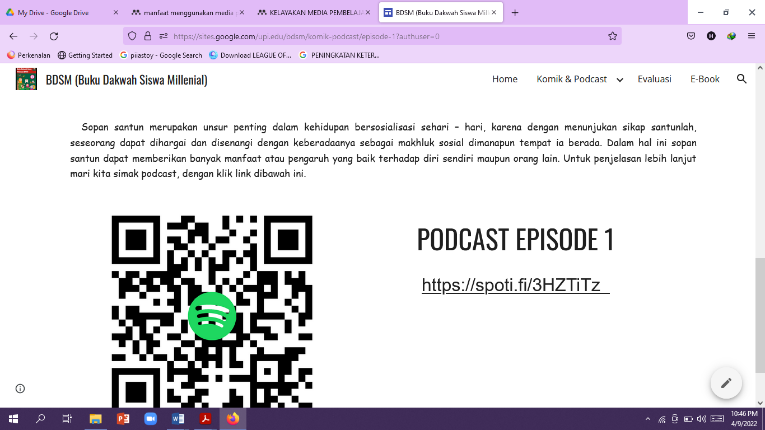 My Drive - Google Drive
manfaat menggunakan media
KELAYAKAN MEDIA PEMBELAJAR
BDSM (Buku Dakwah Siswa Mil
https://sites.google.com/up.edu/bdsm/komik-podcast/episode-1?authuser=0
Perkenalan
Getting Started
piiastoy - Google Search
Download LEAGUE OF...
PENINGKATAN KETER...
BDSM (Buku Dakwah Siswa Millenial)
Home
Komik & Podcast
Evaluasi
E-Book
Sopan santun merupakan unsur penting dalam kehidupan bersosialisasi sehari – hari, karena dengan menunjukan sikap santunlah,
seseorang dapat dihargai dan disenangi dengan keberadaanya sebagai makhluk sosial dimanapun tempat ia berada. Dalam hal ini sopan
santun dapat memberikan banyak manfaat atau pengaruh yang baik terhadap diri sendiri maupun orang lain. Untuk penjelasan lebih lanjut
mari kita simak podcast, dengan klik link dibawah ini.
PODCAST EPISODE 1
https://spoti.fi/3HZTiTz
10:46 PM
4/9/2022